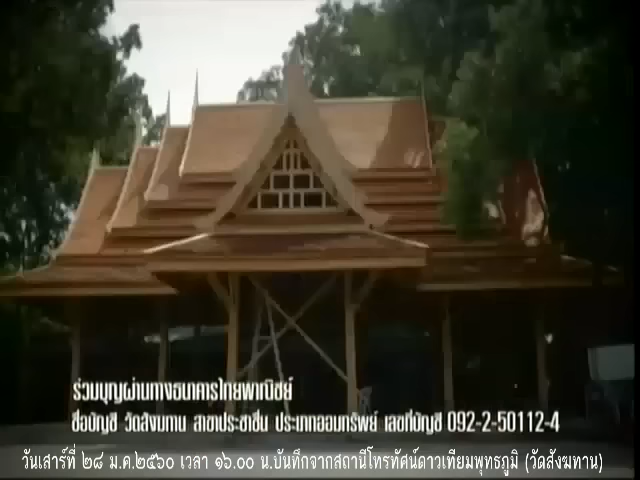 ร่วมบุญผ่านทางธนาคารไทยพาณิชย์
ชื่อบัญชี วัดสังฆทาน สาขาประชาชื่น ประเภทออมทรัพย์ เลขที่บัญชี 092-2-50112-4
วันเสาร์ที่ ๒๘ ม.ค.๒๕๖๐ เวลา ๑๖.๐๐ น.บันทึกจากสถานีโทรทัศน์ดาวเทียมพุทธภูมิ (วัดสังฆทาน)